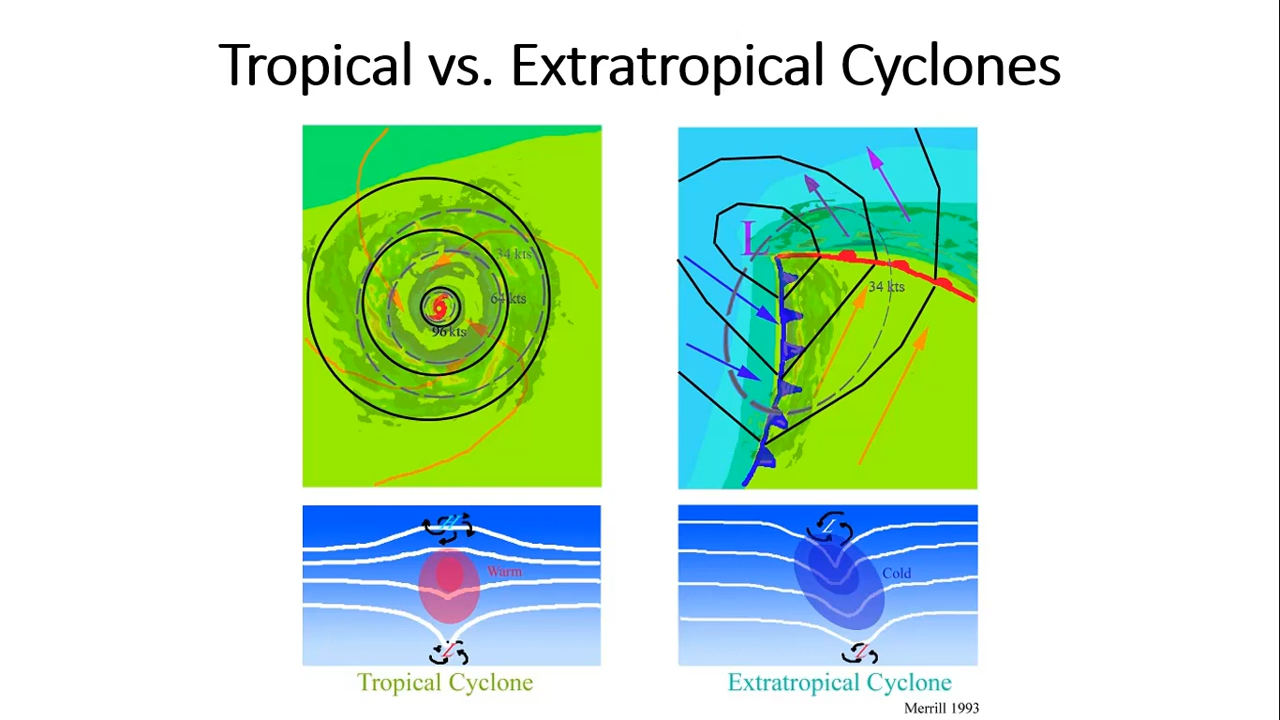 Tropical vs. Extratropical Cyclones
34 kts
64 kts
96 kts
L
34 kts
H
Warm
L
L
Cold
L
Tropical Cyclone
Extratropical Cyclone
Merrill 1993